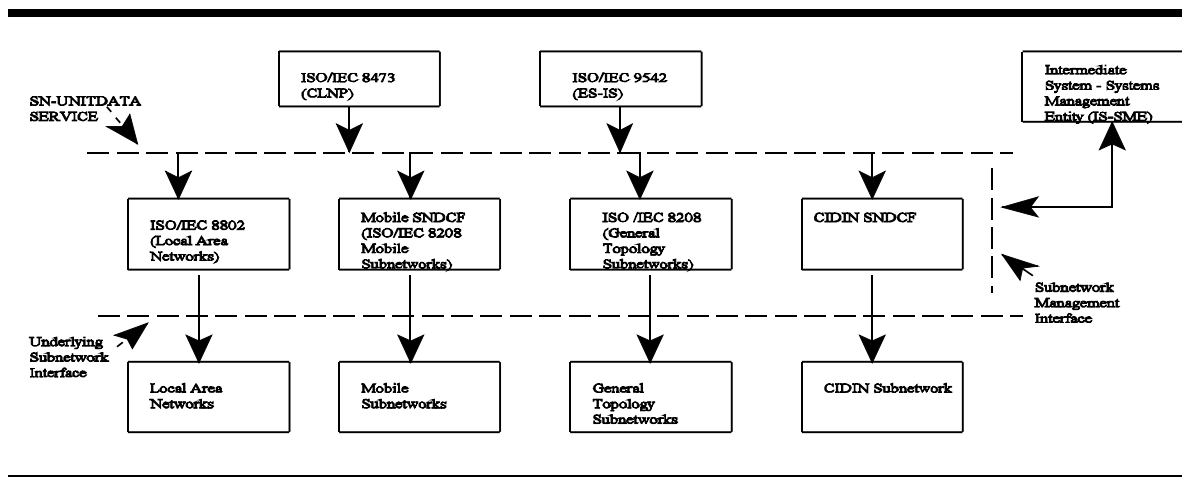 ISO/IEC 8473
(CLNP)
ISO/IEC 9542
(ES-IS)
Intermediate
System - Systems
Management
Entity (IS-SME)
SN-UNITDATA
SERVICE
ISO/IEC 8802
(Local Area
Networks)
Mobile SNDCF
(ISO/IEC 8208
Mobile
Subnetworks)
ISO /IEC 8208
(General
Topology
Subnetworks)
CIDIN SNDCF
Subnetwork
Management
Interface
Underlying
Subnetwork
Interface
Local Area
Networks
Mobile
Subnetworks
General
Topology
Subnetworks
CIDIN Subnetwork